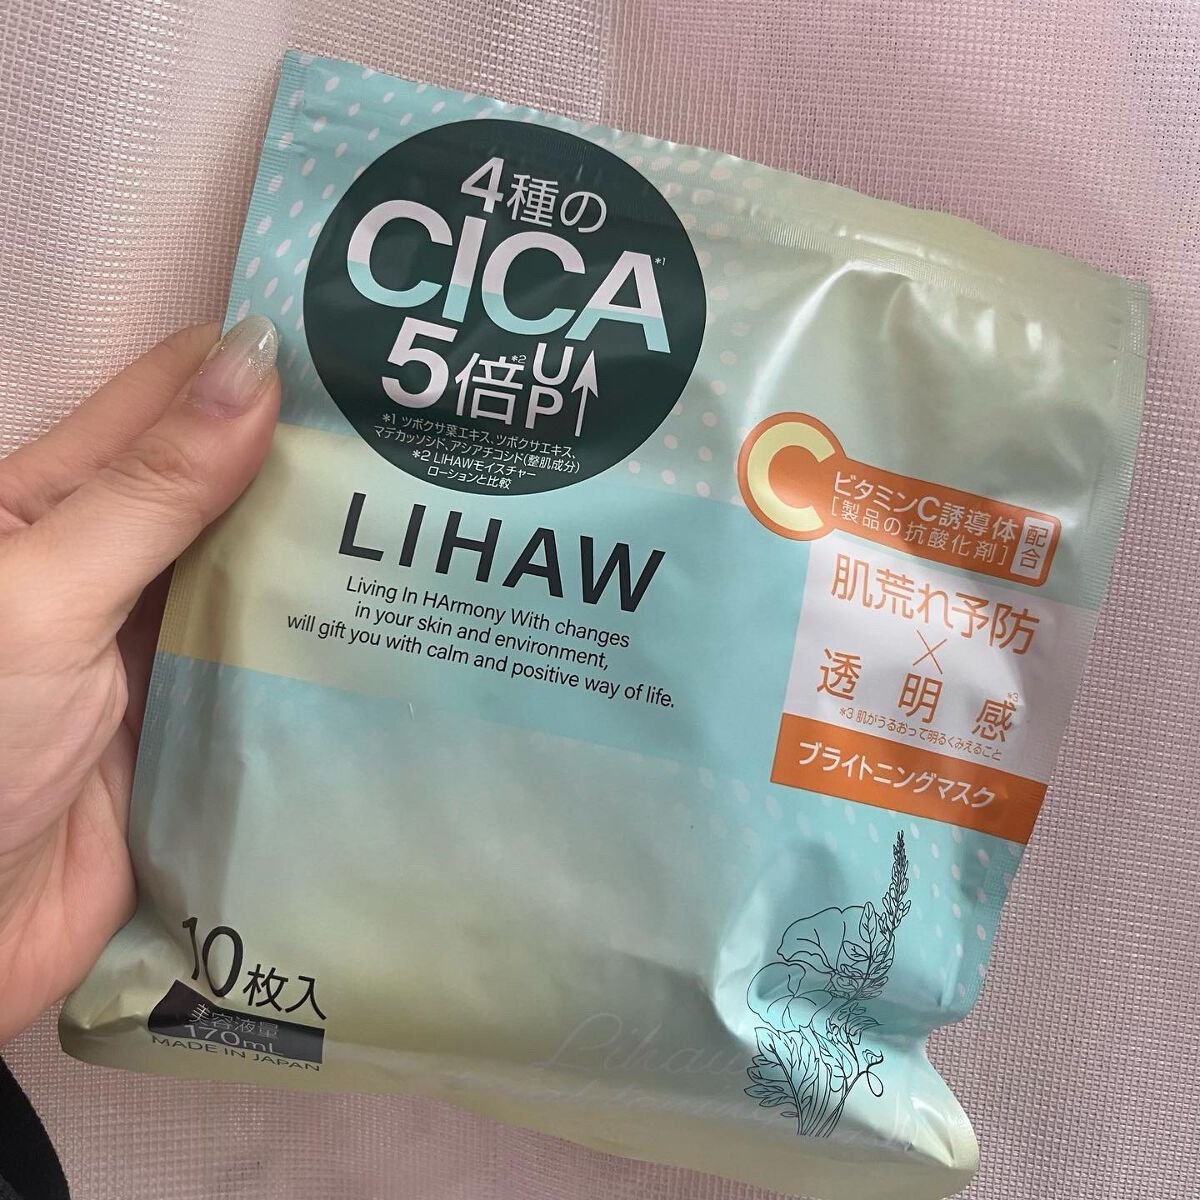 4種の
CICA*1
5倍*2UP↑
*1 ツボクサ葉エキス、ツボクサエキス、
マデカッソシド、アシアチコシド(整肌成分)
*2 LIHAWモイスチャー
ローションと比較
LIHAW
Living In HArmony With changes
in your skin and environment,
will gift you with calm and positive way of life.
C
ビタミンC誘導体
[製品の抗酸化剤]
配合
肌荒れ予防
×
透明感*3
*3 肌がうるおって明るくみえること
ブライトニングマスク
10枚入
美容液量
170mL
MADE IN JAPAN
Lihaw